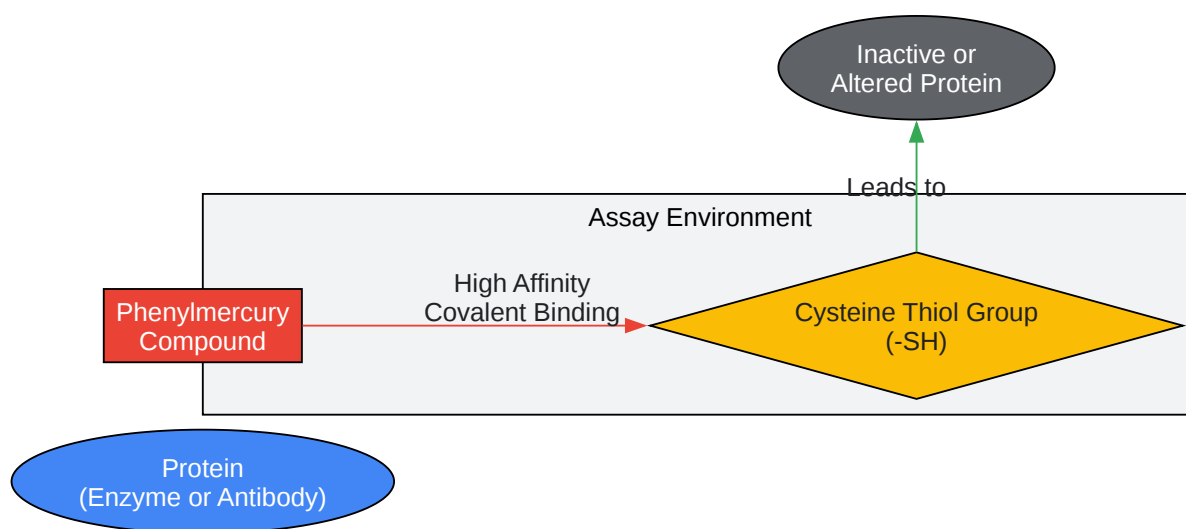 Inactive or
Altered Protein
Leads to
Assay Environment
High Affinity
Covalent Binding
Phenylmercury
Compound
Cysteine Thiol Group
(-SH)
Protein
(Enzyme or Antibody)